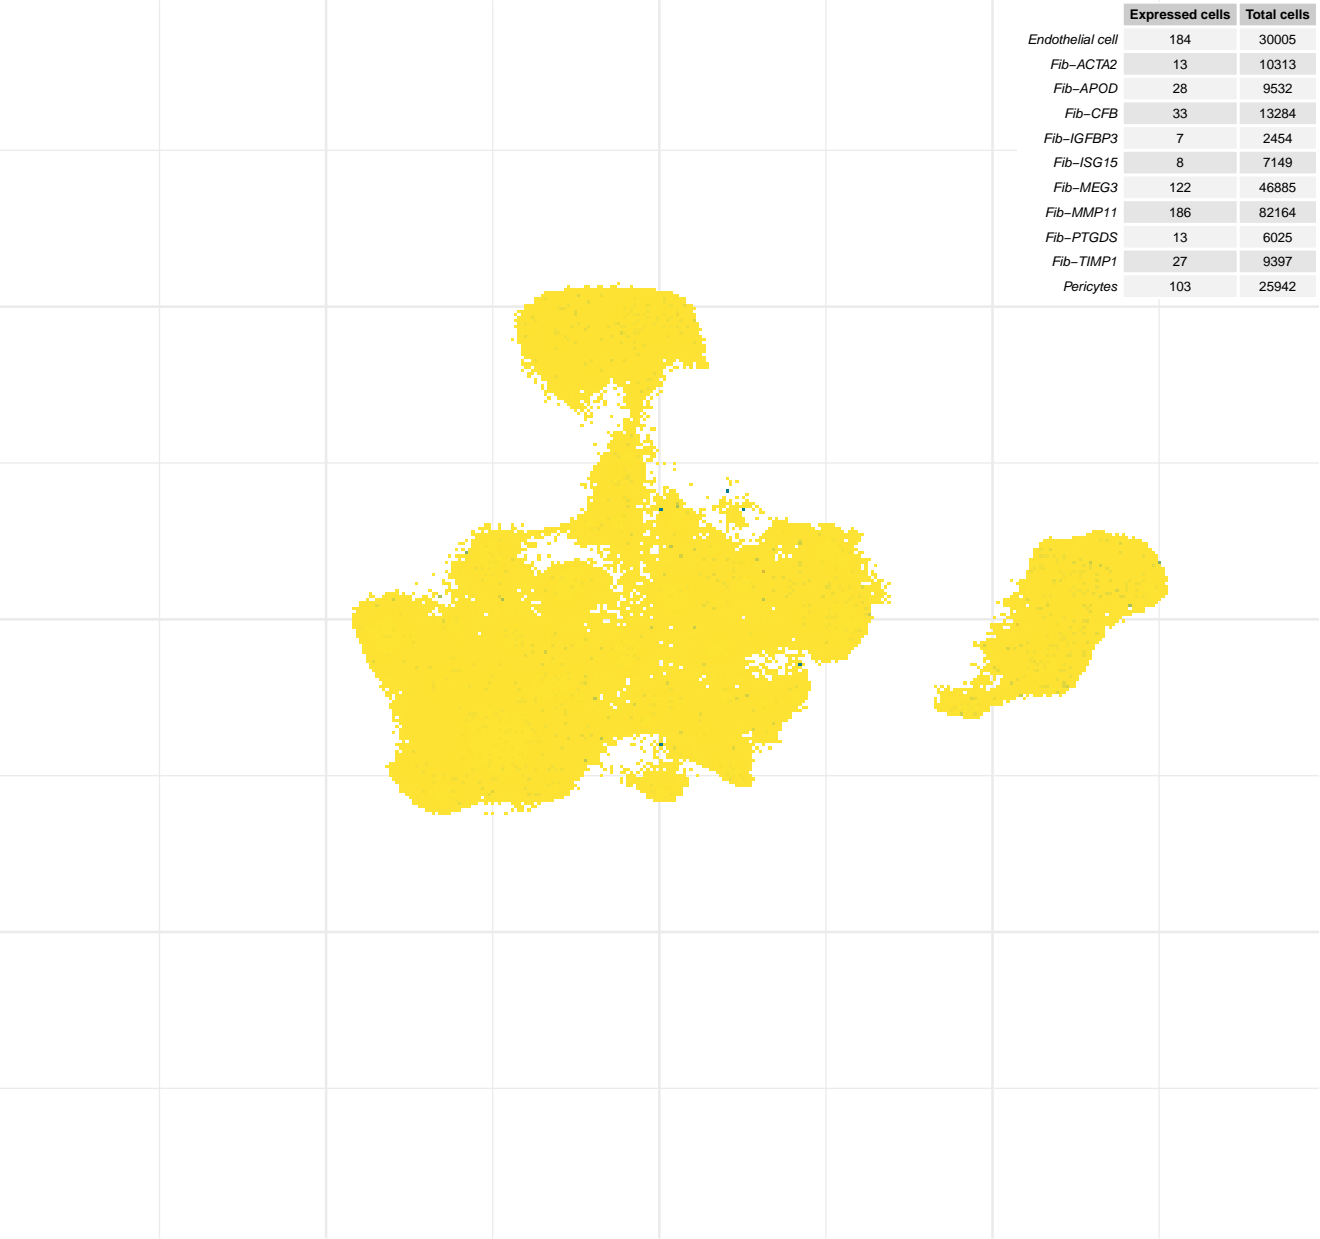 Expressed cells Total cells
Endothelial cell 184 30005
Fib−ACTA2 13 10313
Fib−APOD 28 9532
Fib−CFB 33 13284
Fib−IGFBP3 7 2454
Fib−ISG15 8 7149
Fib−MEG3 122 46885
Fib−MMP11 186 82164
Fib−PTGDS 13 6025
Fib−TIMP1 27 9397
Pericytes 103 25942